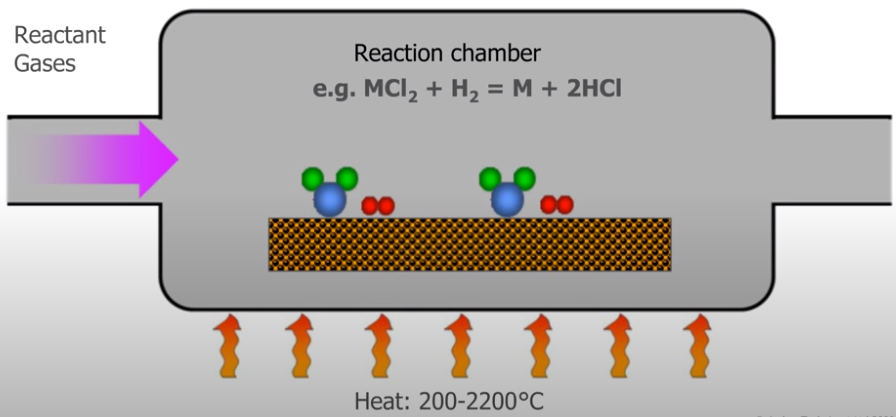 Reactant
Gases
Reaction chamber
e.g. MCl₂ + H₂ = M + 2HCl
Heat: 200-2200°C